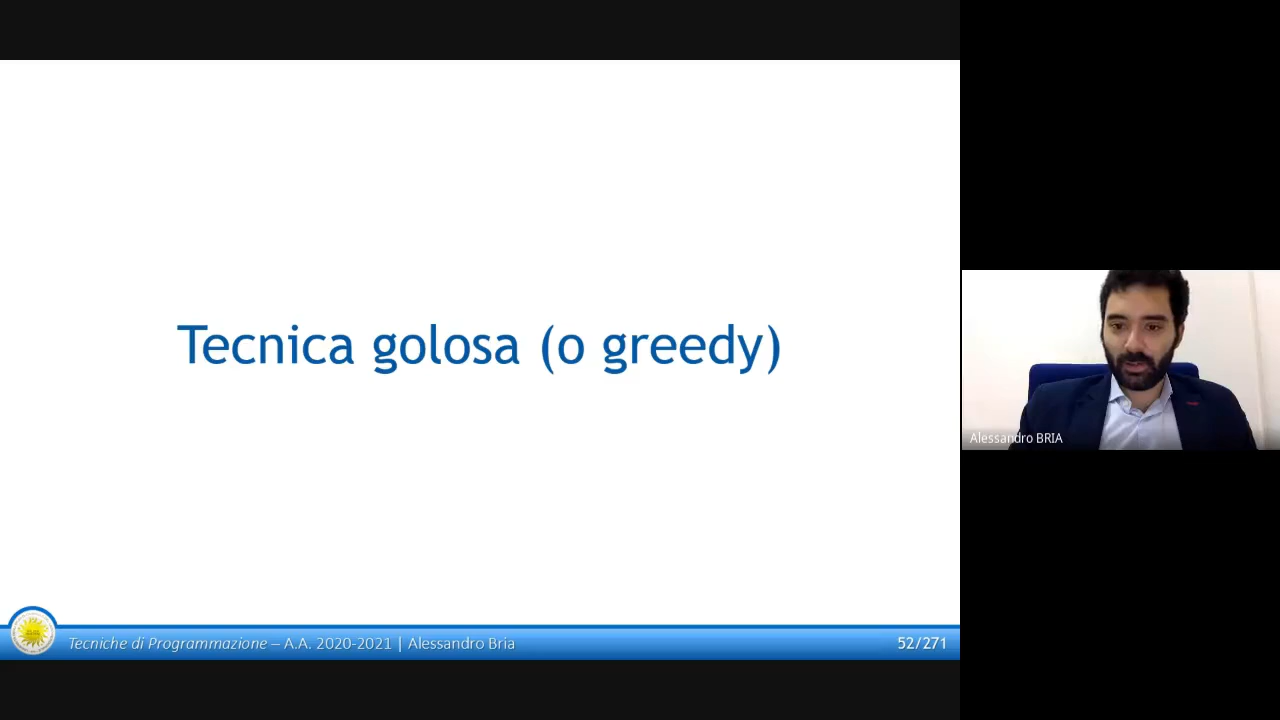 Tecnica golosa (o greedy)
Alessandro BRIA
Tecniche di Programmazione – A.A. 2020-2021 | Alessandro Bria
52/271